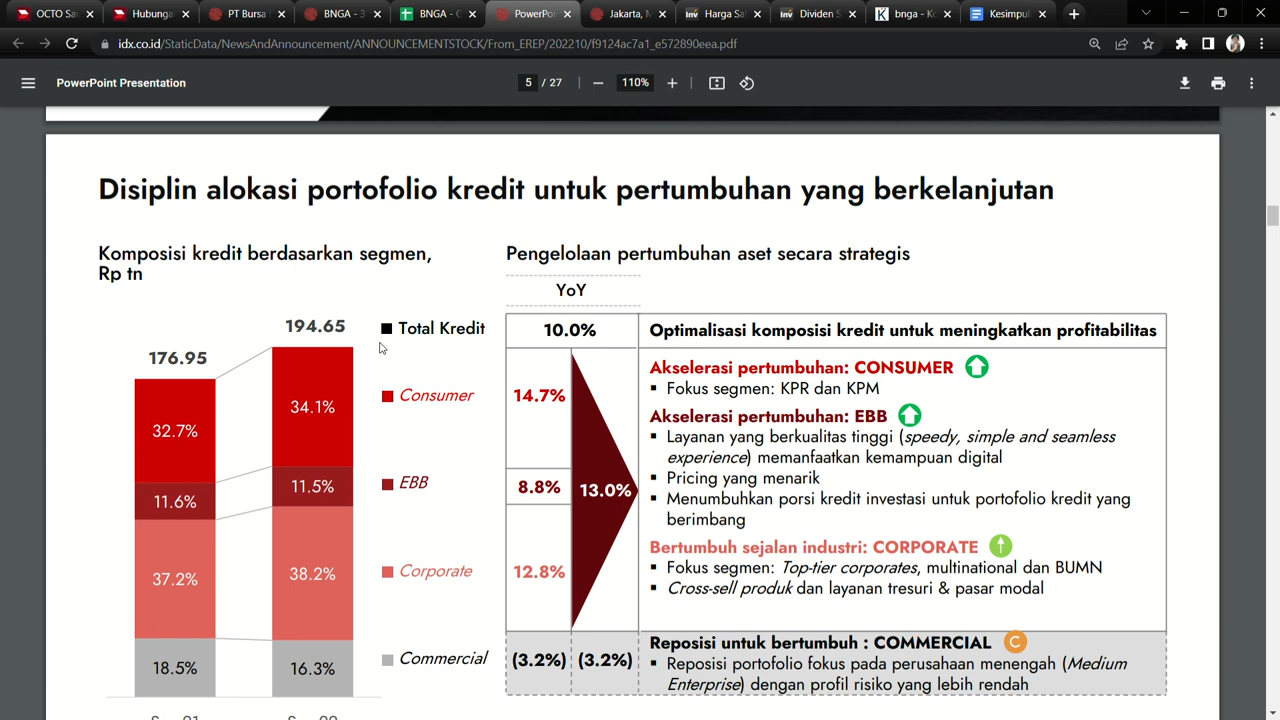 OCTO Sav
Hubunga
PT Bursa
BNGA - 3
BNGA - G
PowerPoi
Jakarta, M
Harga Sa
Dividen S
bnga - Ko
Kesimpul
idx.co.id/StaticData/NewsAndAnnouncement/ANNOUNCEMENTSTOCK/From_EREP/202210/f9124ac7a1_e572890eea.pdf
PowerPoint Presentation
5 / 27
110%
Disiplin alokasi portofolio kredit untuk pertumbuhan yang berkelanjutan
Komposisi kredit berdasarkan segmen,
Rp tn
176.95
194.65
32.7%
34.1%
11.6%
11.5%
37.2%
38.2%
18.5%
16.3%
Total Kredit
Consumer
EBB
Corporate
Commercial
Pengelolaan pertumbuhan aset secara strategis
YoY
10.0%
Optimalisasi komposisi kredit untuk meningkatkan profitabilitas
14.7%
8.8%
13.0%
12.8%
Akselerasi pertumbuhan: CONSUMER
▪ Fokus segmen: KPR dan KPM
Akselerasi pertumbuhan: EBB
▪ Layanan yang berkualitas tinggi (speedy, simple and seamless
experience) memanfaatkan kemampuan digital
▪ Pricing yang menarik
▪ Menumbuhkan porsi kredit investasi untuk portofolio kredit yang
berimbang
Bertumbuh sejalan industri: CORPORATE
▪ Fokus segmen: Top-tier corporates, multinational dan BUMN
▪ Cross-sell produk dan layanan tresuri & pasar modal
(3.2%) (3.2%)
Reposisi untuk bertumbuh : COMMERCIAL C
▪ Reposisi portofolio fokus pada perusahaan menengah (Medium
Enterprise) dengan profil risiko yang lebih rendah